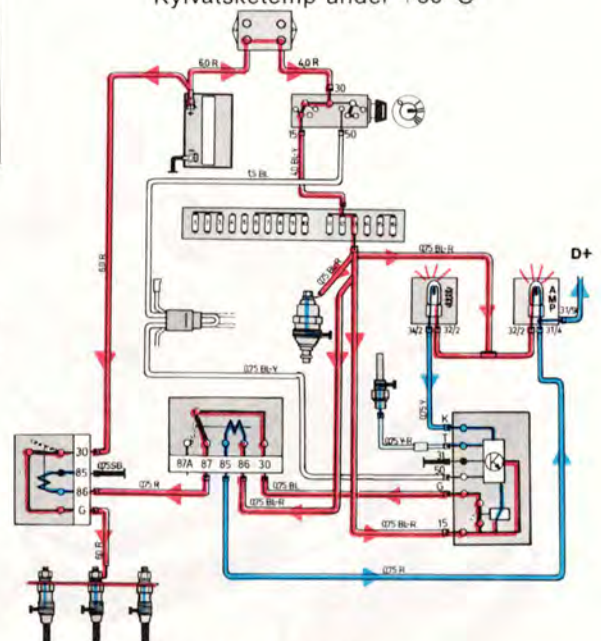 Kylvätsketemp under +60°C
6,0 R
4,0 R
30
15
50
4,0 BL-Y
1,5 BL
6,0 R
0,75 BL-R
0,75 BL-R
D+
AMP
31/5
34/2
32/2
32/2
31/4
0,75 BL-Y
0,75 Y
0,75 Y-R
K
T
31
50
G
15
87A
87
85
86
30
30
85
86
G
0,75 SB
0,75 R
0,75 BL
0,75 BL-R
0,75 BL-R
0,75 R
6,0 R